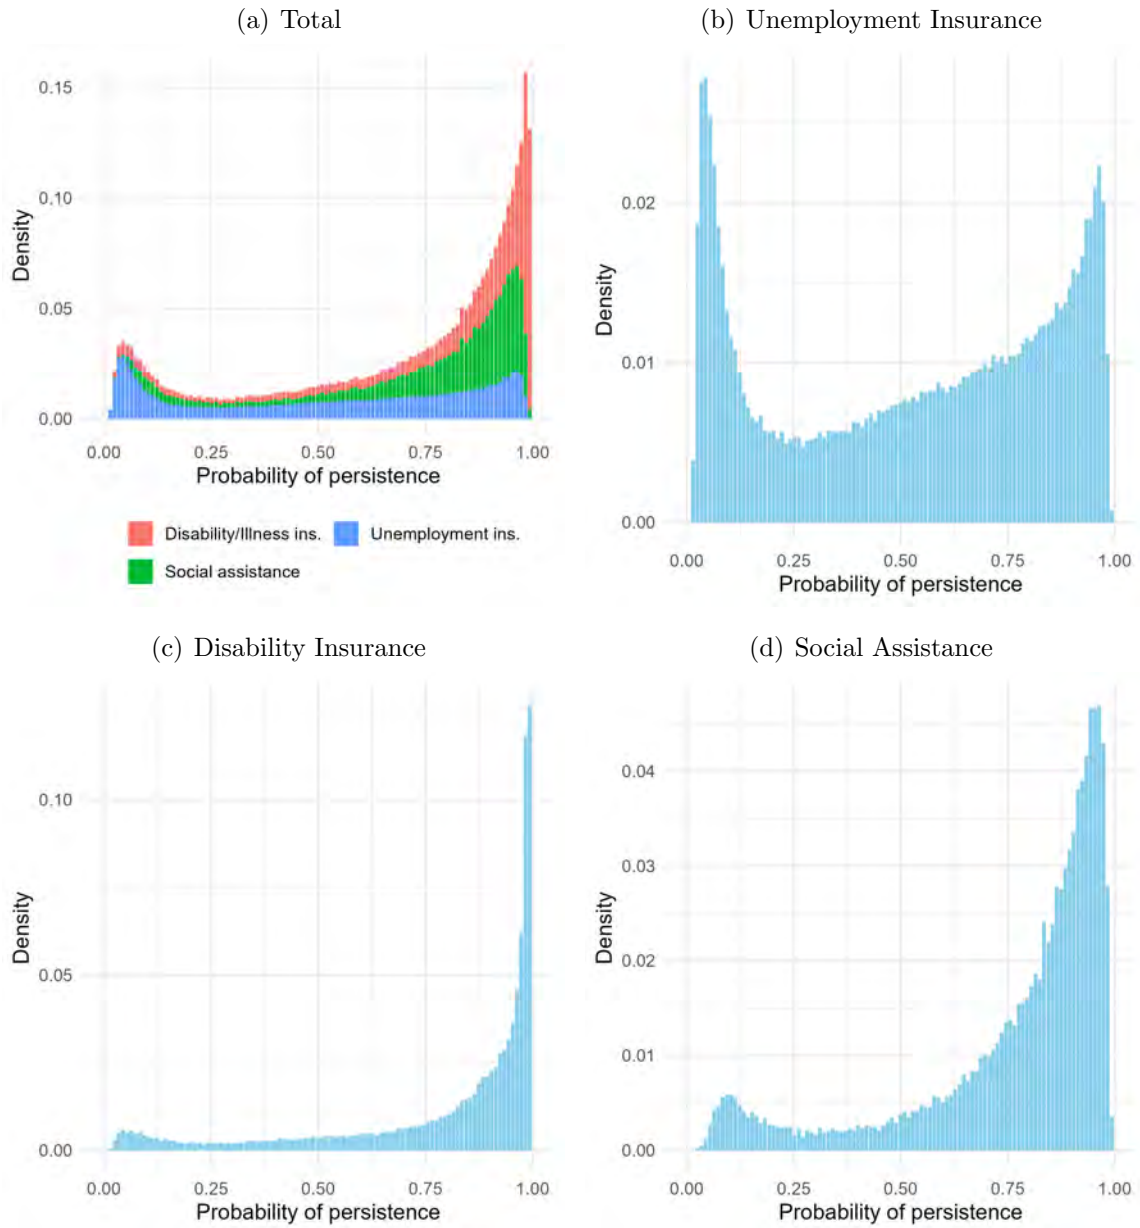 (a) Total
0.15
0.10
0.05
0.00
Density
0.00 0.25 0.50 0.75 1.00
Probability of persistence
Disability/Illness ins. Unemployment ins.
Social assistance
(b) Unemployment Insurance
0.02
0.01
0.00
Density
0.00 0.25 0.50 0.75 1.00
Probability of persistence
(c) Disability Insurance
0.10
0.05
0.00
Density
0.00 0.25 0.50 0.75 1.00
Probability of persistence
(d) Social Assistance
0.04
0.03
0.02
0.01
0.00
Density
0.00 0.25 0.50 0.75 1.00
Probability of persistence